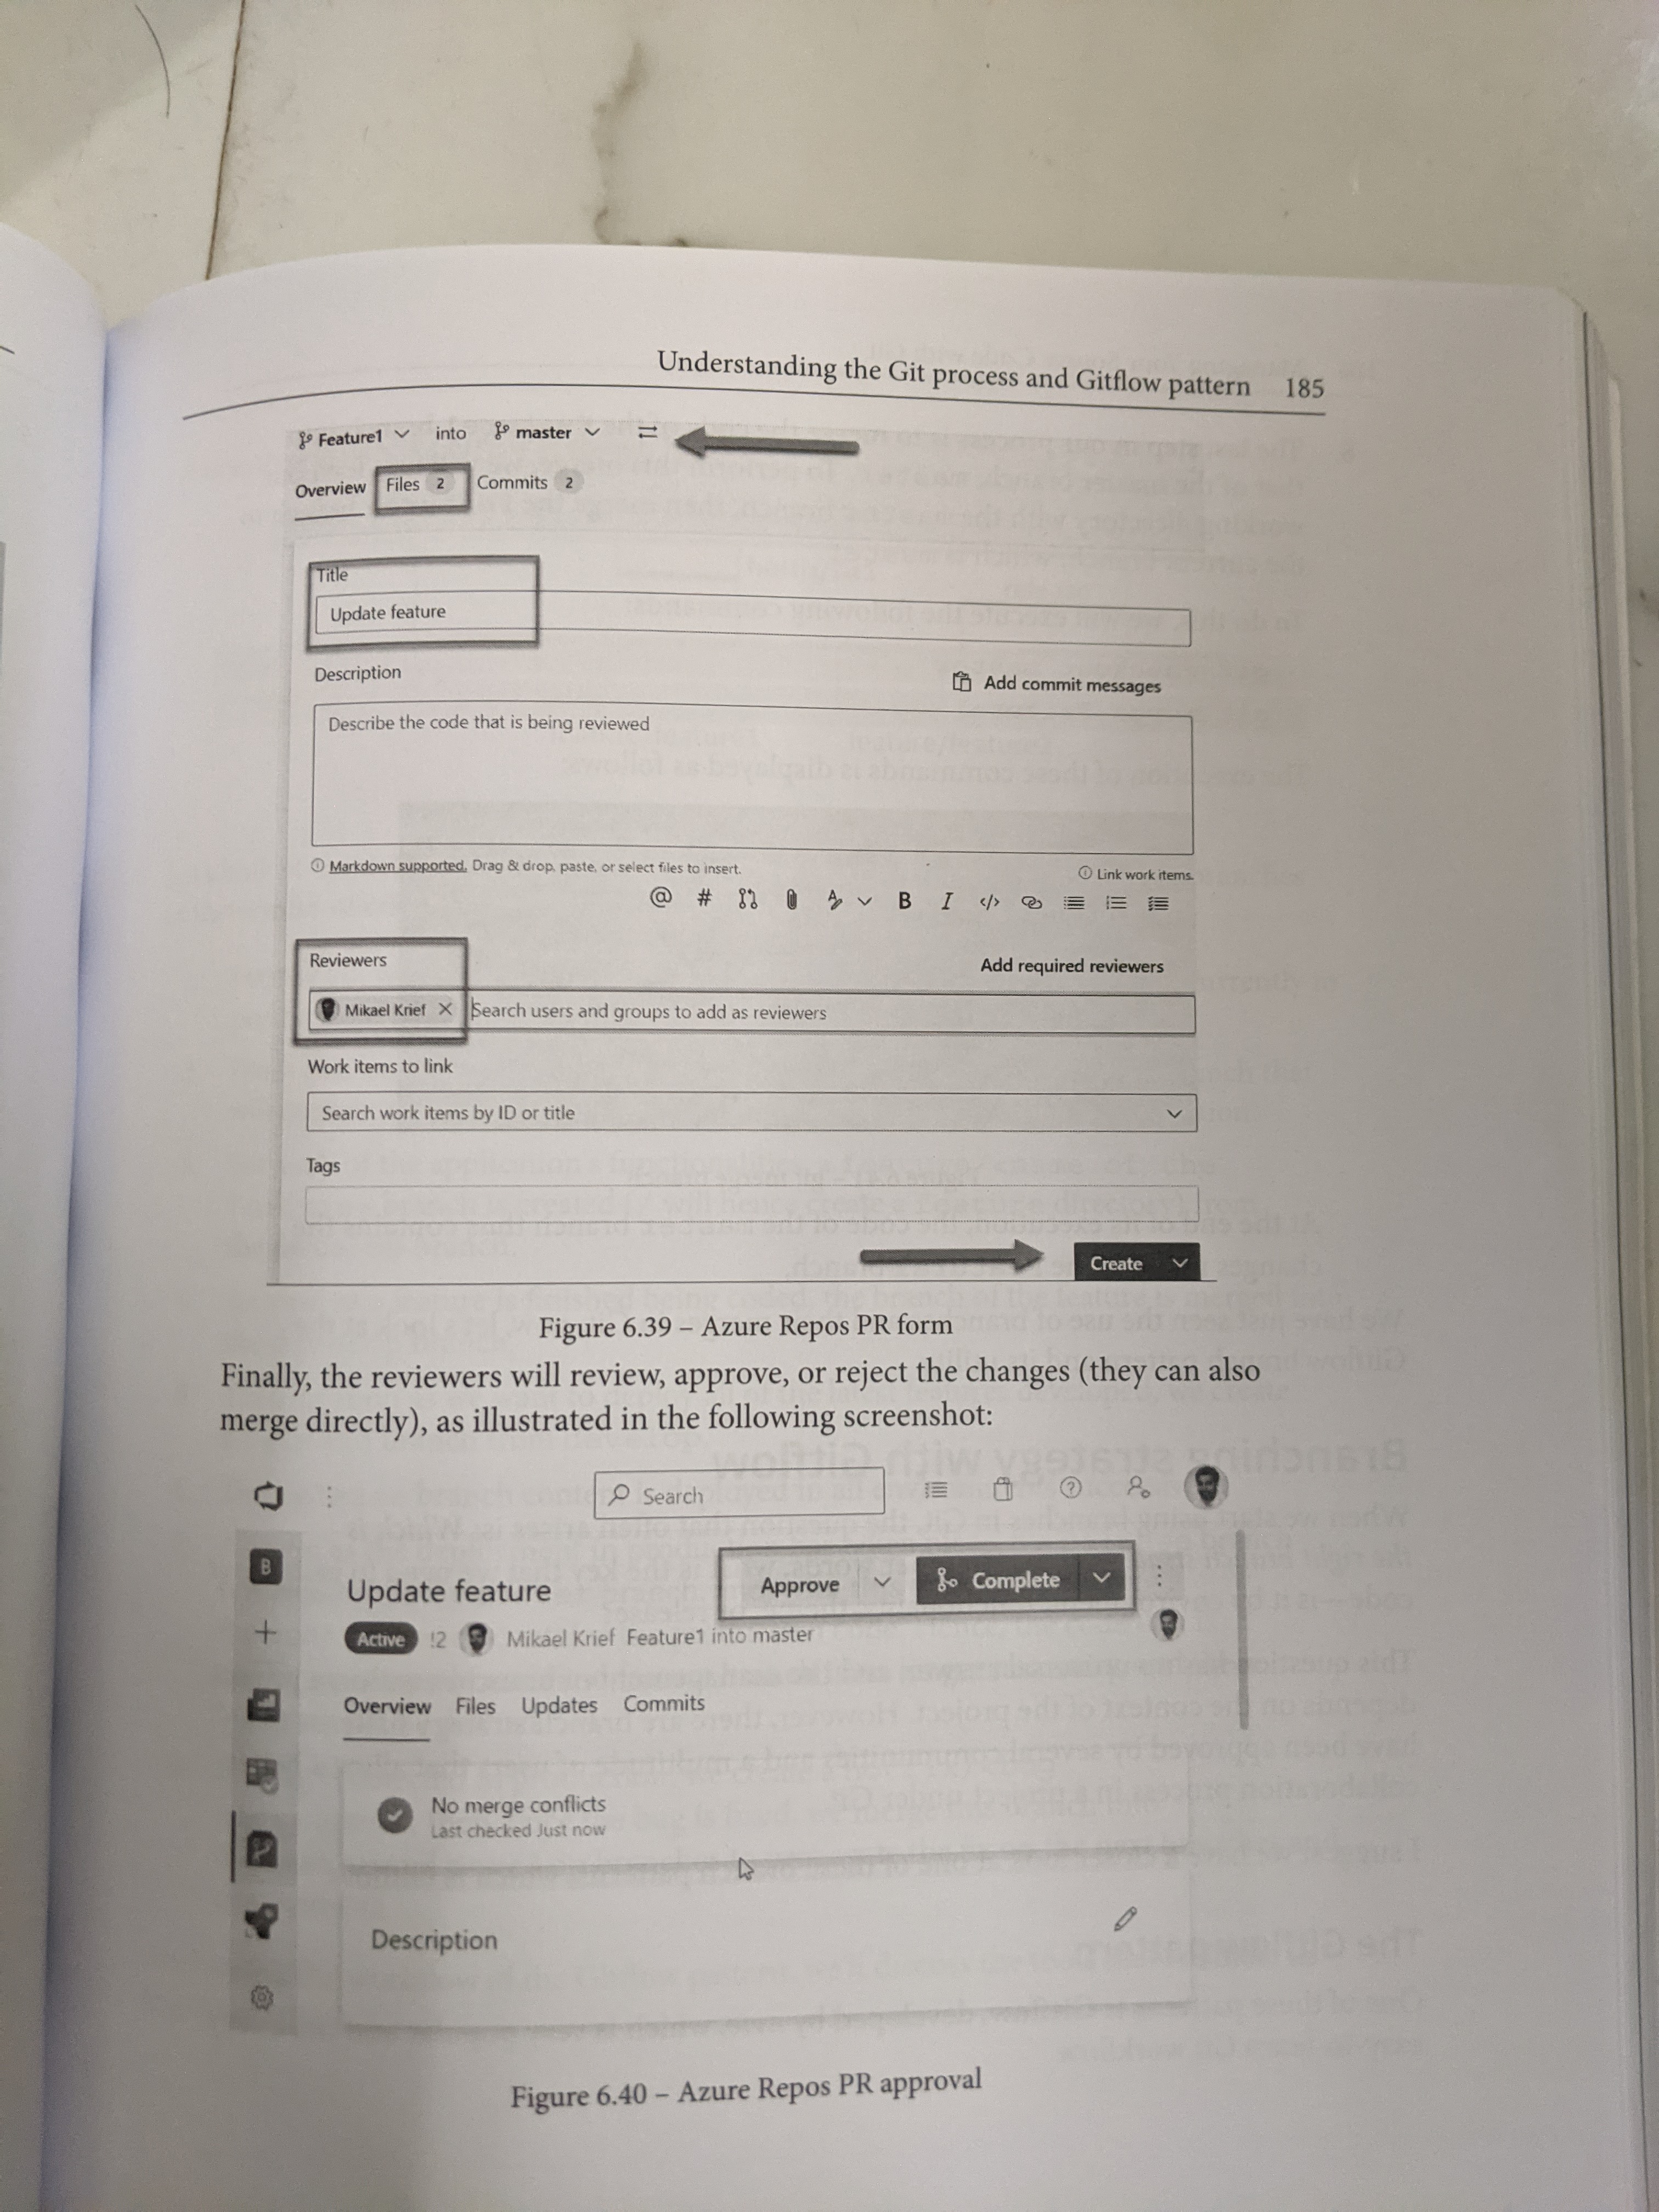 Understanding the Git process and Gitflow pattern 185
Feature1 into master
Overview Files 2 Commits 2
Title
Update feature
Description Add commit messages
Describe the code that is being reviewed
Markdown supported. Drag & drop, paste, or select files to insert. Link work items.
@ # A B I </>
Reviewers Add required reviewers
Mikael Krief × Search users and groups to add as reviewers
Work items to link
Search work items by ID or title
Tags
Create
Figure 6.39 – Azure Repos PR form
Finally, the reviewers will review, approve, or reject the changes (they can also
merge directly), as illustrated in the following screenshot:
Search
B
Update feature Approve Complete
Active !2 Mikael Krief Feature1 into master
Overview Files Updates Commits
No merge conflicts
Last checked Just now
Description
Figure 6.40 – Azure Repos PR approval